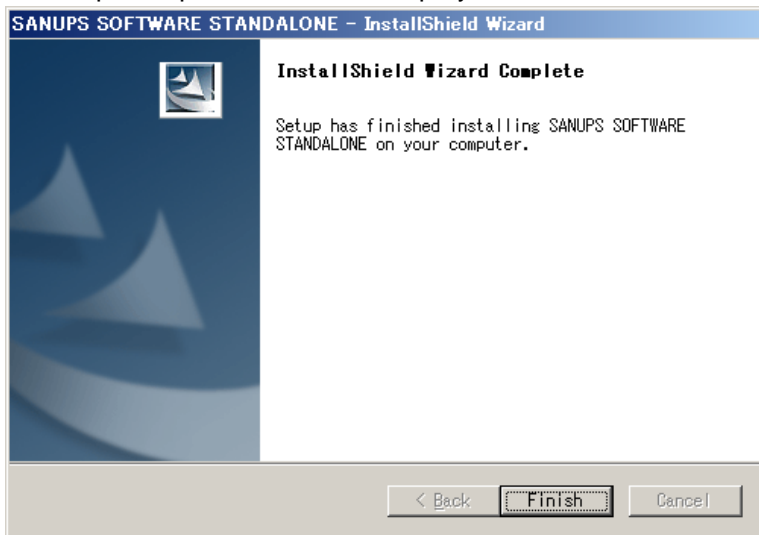 SANUPS SOFTWARE STANDALONE - InstallShield Wizard
InstallShield Wizard Complete
Setup has finished installing SANUPS SOFTWARE
STANDALONE on your computer.
< Back
Finish
Cancel